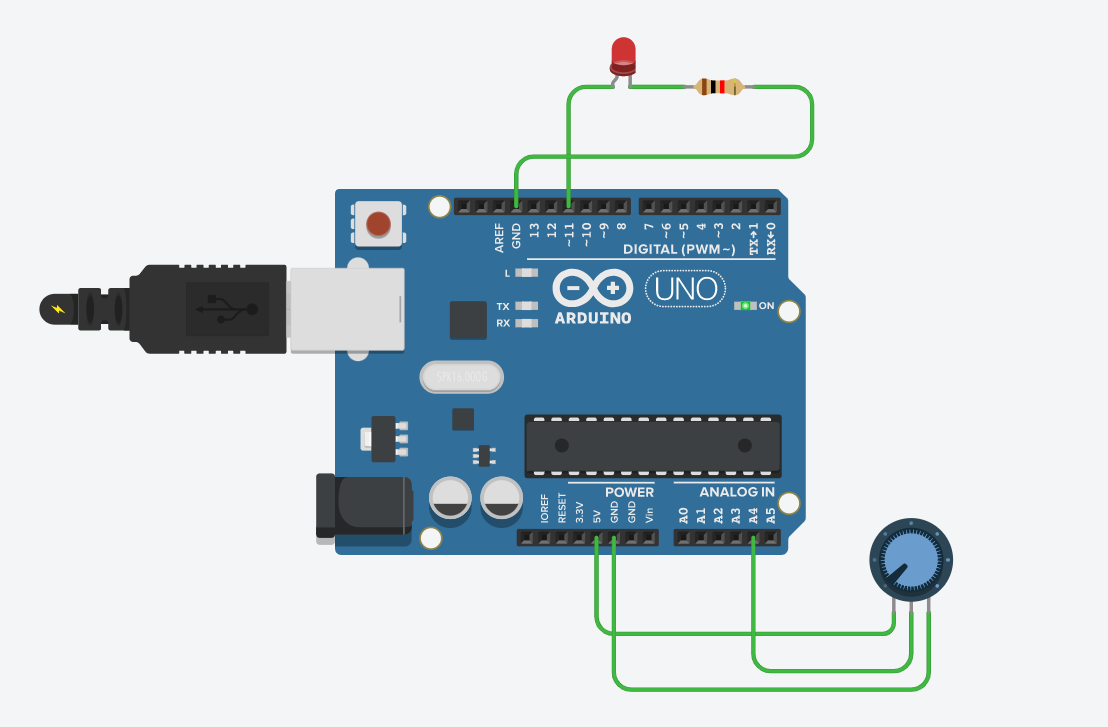 AREF
GND
13
12
~11
~10
~9
8
7
~6
~5
4
~3
2
TX→1
RX←0
DIGITAL (PWM~)
L
TX
RX
UNO
ARDUINO
ON
SPK16.000G
POWER
ANALOG IN
IOREF
RESET
3.3V
5V
GND
GND
Vin
A0
A1
A2
A3
A4
A5